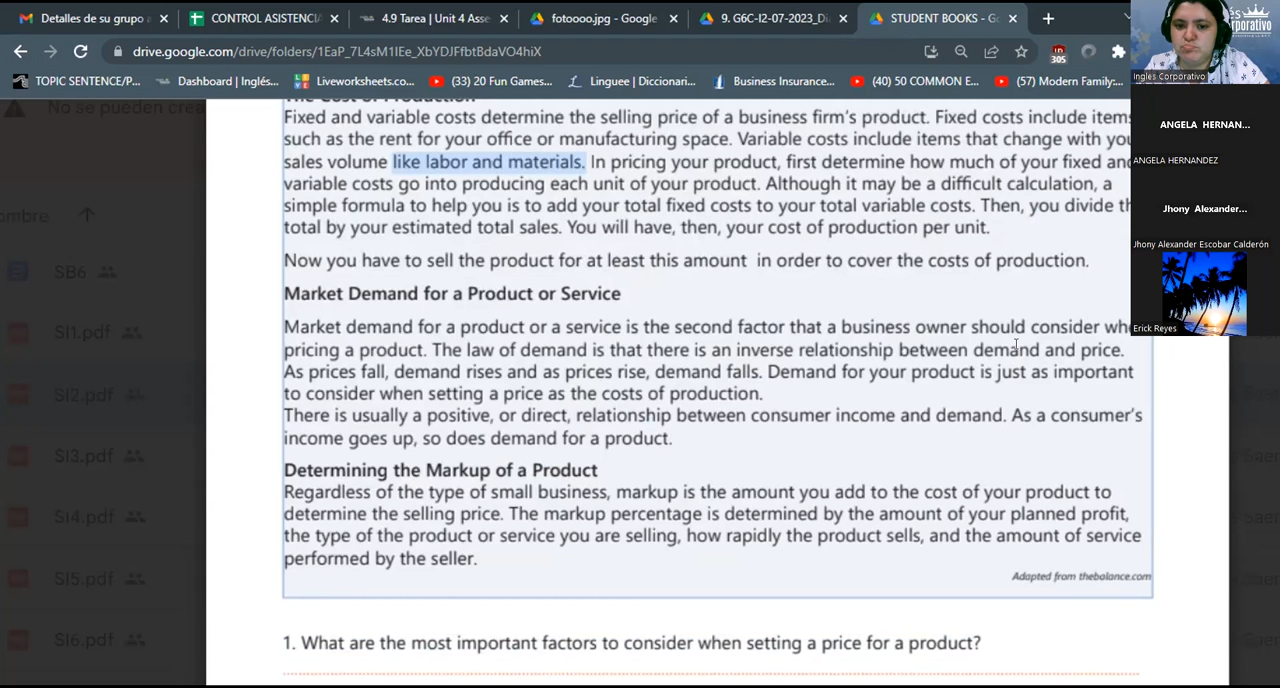 Detalles de su grupo a
CONTROL ASISTENCI
4.9 Tarea | Unit 4 Asse
fotoooo.jpg - Google
9. G6C-I2-07-2023_Di
STUDENT BOOKS - Go
drive.google.com/drive/folders/1EaP_7L4sM1IEe_XbYDJFfbtBdaVO4hiX
305
TOPIC SENTENCE/P...
Dashboard | Inglés...
Liveworksheets.co...
(33) 20 Fun Games...
Linguee | Diccionari...
Business Insurance...
(40) 50 COMMON E...
(57) Modern Family:...
és
rporativo
Ingles Corporativo
ANGELA HERNAN...
ANGELA HERNANDEZ
Jhony Alexander...
Jhony Alexander Escobar Calderón
Erick Reyes
No se pueden crea
ombre
SB6
SI1.pdf
SI2.pdf
SI3.pdf
SI4.pdf
SI5.pdf
SI6.pdf
The Cost of Production
Fixed and variable costs determine the selling price of a business firm's product. Fixed costs include items
such as the rent for your office or manufacturing space. Variable costs include items that change with you
sales volume like labor and materials. In pricing your product, first determine how much of your fixed and
variable costs go into producing each unit of your product. Although it may be a difficult calculation, a
simple formula to help you is to add your total fixed costs to your total variable costs. Then, you divide th
total by your estimated total sales. You will have, then, your cost of production per unit.
Now you have to sell the product for at least this amount in order to cover the costs of production.
Market Demand for a Product or Service
Market demand for a product or a service is the second factor that a business owner should consider whe
pricing a product. The law of demand is that there is an inverse relationship between demand and price.
As prices fall, demand rises and as prices rise, demand falls. Demand for your product is just as important
to consider when setting a price as the costs of production.
There is usually a positive, or direct, relationship between consumer income and demand. As a consumer's
income goes up, so does demand for a product.
Determining the Markup of a Product
Regardless of the type of small business, markup is the amount you add to the cost of your product to
determine the selling price. The markup percentage is determined by the amount of your planned profit,
the type of the product or service you are selling, how rapidly the product sells, and the amount of service
performed by the seller.
Adapted from thebalance.com
1. What are the most important factors to consider when setting a price for a product?